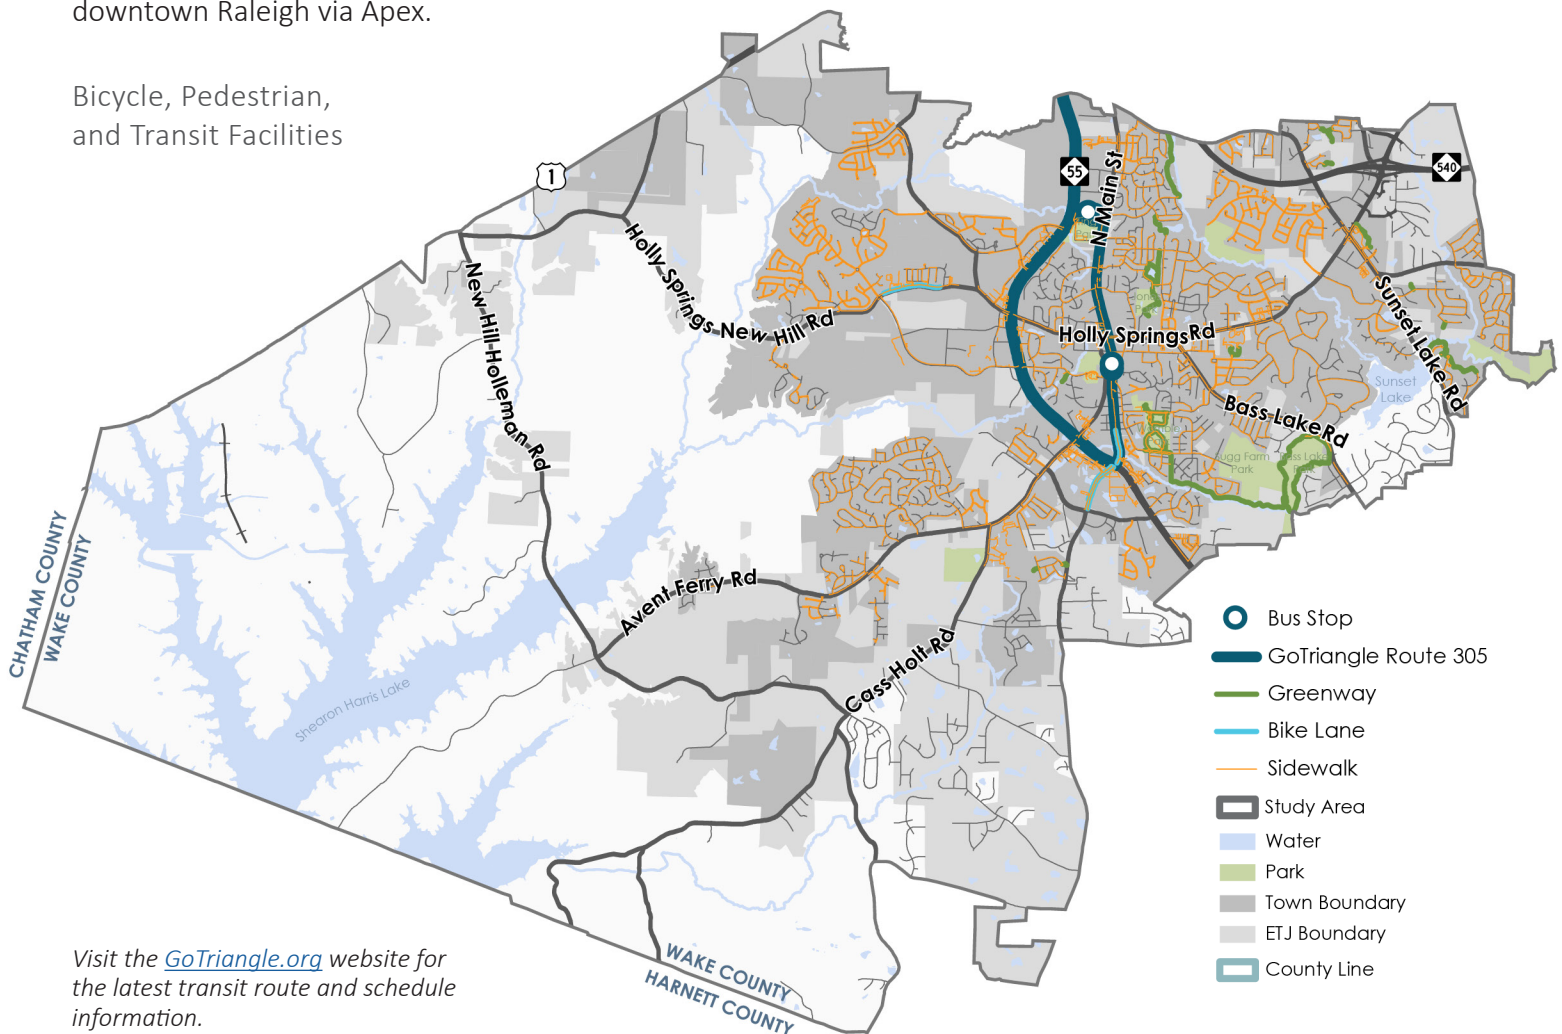 downtown Raleigh via Apex.
Bicycle, Pedestrian,
and Transit Facilities
1
55
540
N Main St
Holly Springs New Hill Rd
New Hill Holleman Rd
Holly Springs Rd
Sunset Lake Rd
Sunset
Lake
Bass Lake Rd
Park
CHATHAM COUNTY
WAKE COUNTY
Avent Ferry Rd
Cass Holt Rd
Shearon Harris Lake
Bus Stop
GoTriangle Route 305
Greenway
Bike Lane
Sidewalk
Study Area
Water
Park
Town Boundary
ETJ Boundary
County Line
WAKE COUNTY
HARNETT COUNTY
Visit the GoTriangle.org website for
the latest transit route and schedule
information.